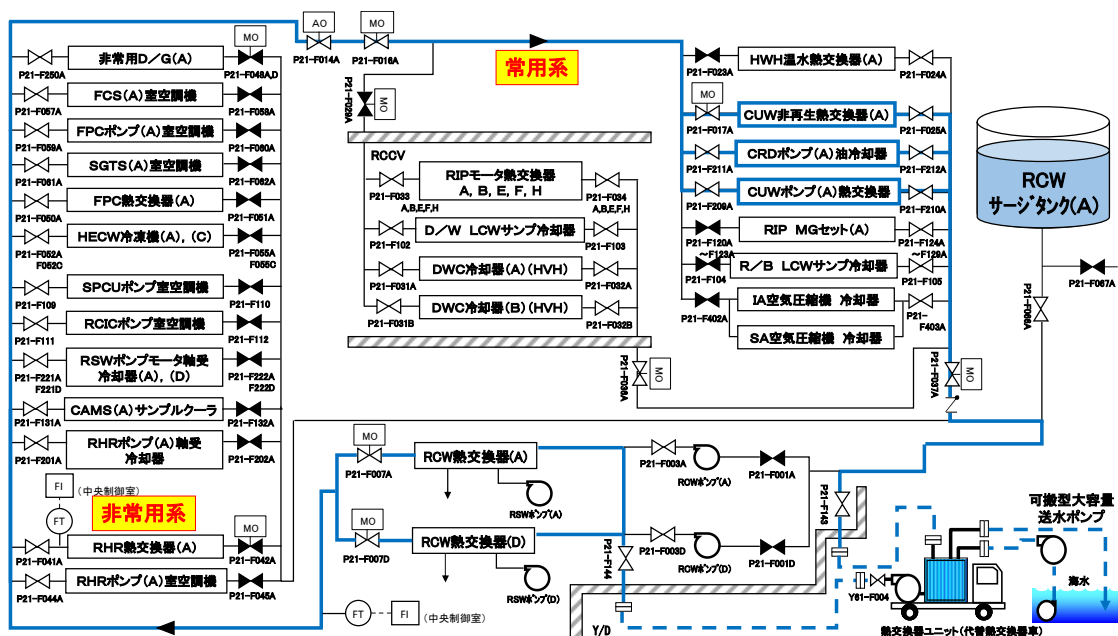 MO
P21-F250A
非常用D/G(A)
P21-F048A,D
P21-F057A
FCS(A)室空調機
P21-F058A
P21-F059A
FPCポンプ(A)室空調機
P21-F060A
P21-F061A
SGTS(A)室空調機
P21-F062A
P21-F050A
FPC熱交換器(A)
P21-F051A
P21-F052A
F052C
HECW冷凍機(A), (C)
P21-F055A
F055C
P21-F109
SPCUポンプ室空調機
P21-F110
P21-F111
RCICポンプ室空調機
P21-F112
P21-F221A
F221D
RSWポンプモータ軸受
冷却器(A), (D)
P21-F222A
F222D
P21-F131A
CAMS(A)サンプルクーラ
P21-F132A
P21-F201A
RHRポンプ(A)軸受
冷却器
P21-F202A
FI
(中央制御室)
FT
非常用系
MO
P21-F041A
RHR熱交換器(A)
P21-F042A
P21-F044A
RHRポンプ(A)室空調機
P21-F045A
AO
P21-F014A
MO
P21-F016A
常用系
P21-F029A
MO
RCCV
P21-F033
A,B,E,F,H
RIPモータ熱交換器
A, B, E, F, H
P21-F034
A,B,E,F,H
P21-F102
D/W LCWサンプ冷却器
P21-F103
P21-F031A
DWC冷却器(A)(HVH)
P21-F032A
P21-F031B
DWC冷却器(B)(HVH)
P21-F032B
P21-F036A
MO
P21-F023A
HWH温水熱交換器(A)
P21-F024A
MO
P21-F017A
CUW非再生熱交換器(A)
P21-F025A
P21-F211A
CRDポンプ(A)油冷却器
P21-F212A
P21-F209A
CUWポンプ(A)熱交換器
P21-F210A
P21-F120A
～F123A
RIP MGセット(A)
P21-F124A
～F129A
P21-F104
R/B LCWサンプ冷却器
P21-F105
P21-F402A
IA空気圧縮機 冷却器
P21-
F403A
SA空気圧縮機 冷却器
P21-F037A
MO
RCW
サージタンク(A)
P21-F067A
P21-F066A
MO
P21-F007A
RCW熱交換器(A)
RSWポンプ(A)
P21-F003A
RCWポンプ(A)
P21-F001A
MO
P21-F007D
RCW熱交換器(D)
RSWポンプ(D)
P21-F003D
RCWポンプ(D)
P21-F001D
P21-F143
P21-F144
FT
FI
(中央制御室)
Y/D
Y61-F004
熱交換器ユニット(代替熱交換器車)
可搬型大容量
送水ポンプ
海水